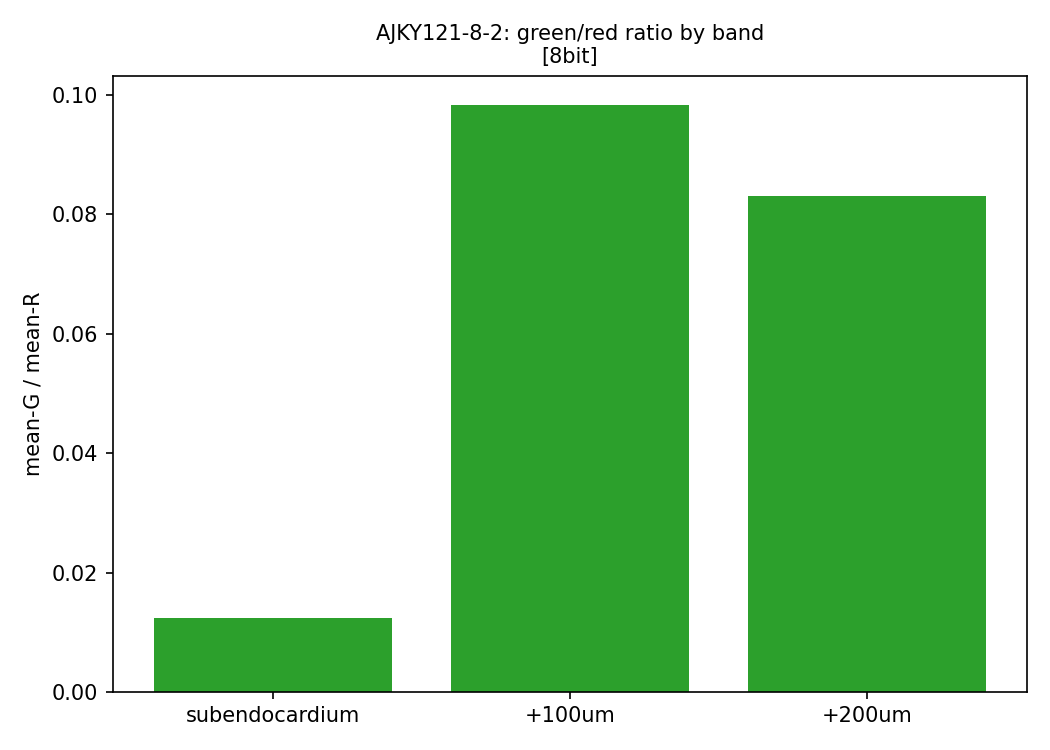 AJKY121-8-2: green/red ratio by band
[8bit]
mean-G / mean-R
0.10
0.08
0.06
0.04
0.02
0.00
subendocardium
+100um
+200um